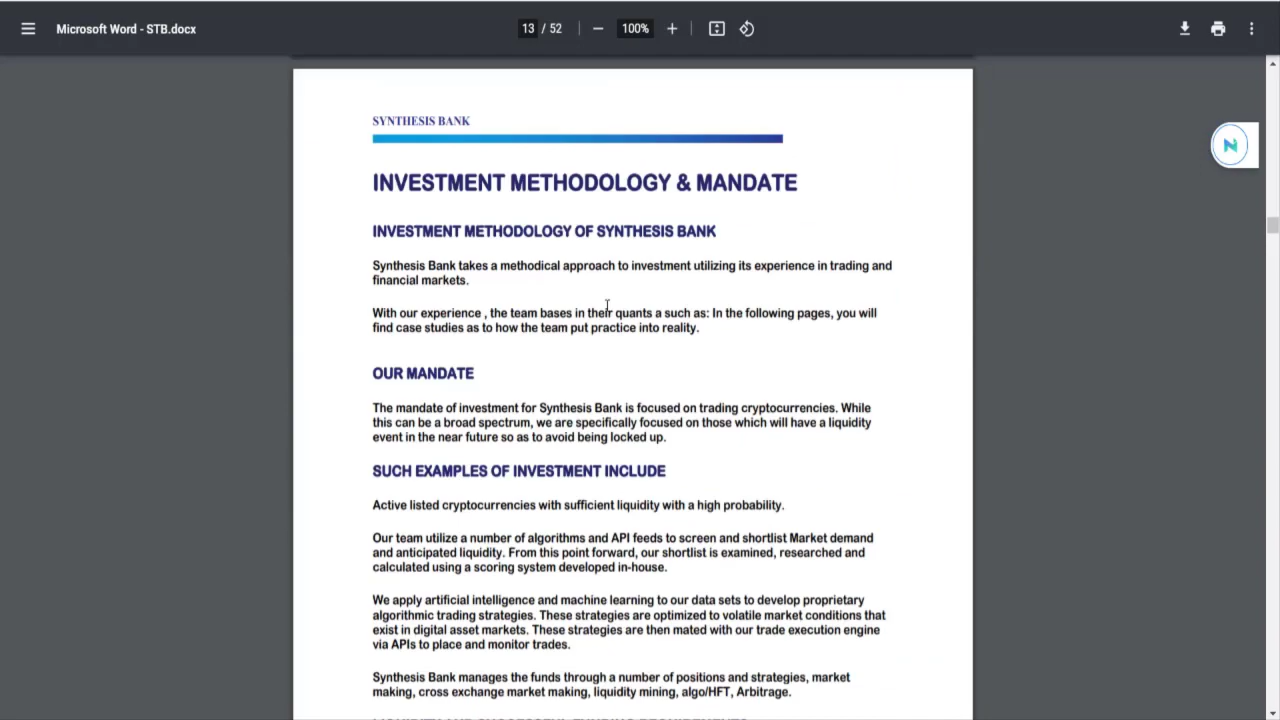 Microsoft Word - STB.docx
13 / 52
100%
SYNTHESIS BANK
INVESTMENT METHODOLOGY & MANDATE
INVESTMENT METHODOLOGY OF SYNTHESIS BANK
Synthesis Bank takes a methodical approach to investment utilizing its experience in trading and
financial markets.
With our experience , the team bases in their quants a such as: In the following pages, you will
find case studies as to how the team put practice into reality.
OUR MANDATE
The mandate of investment for Synthesis Bank is focused on trading cryptocurrencies. While
this can be a broad spectrum, we are specifically focused on those which will have a liquidity
event in the near future so as to avoid being locked up.
SUCH EXAMPLES OF INVESTMENT INCLUDE
Active listed cryptocurrencies with sufficient liquidity with a high probability.
Our team utilize a number of algorithms and API feeds to screen and shortlist Market demand
and anticipated liquidity. From this point forward, our shortlist is examined, researched and
calculated using a scoring system developed in-house.
We apply artificial intelligence and machine learning to our data sets to develop proprietary
algorithmic trading strategies. These strategies are optimized to volatile market conditions that
exist in digital asset markets. These strategies are then mated with our trade execution engine
via APIs to place and monitor trades.
Synthesis Bank manages the funds through a number of positions and strategies, market
making, cross exchange market making, liquidity mining, algo/HFT, Arbitrage.